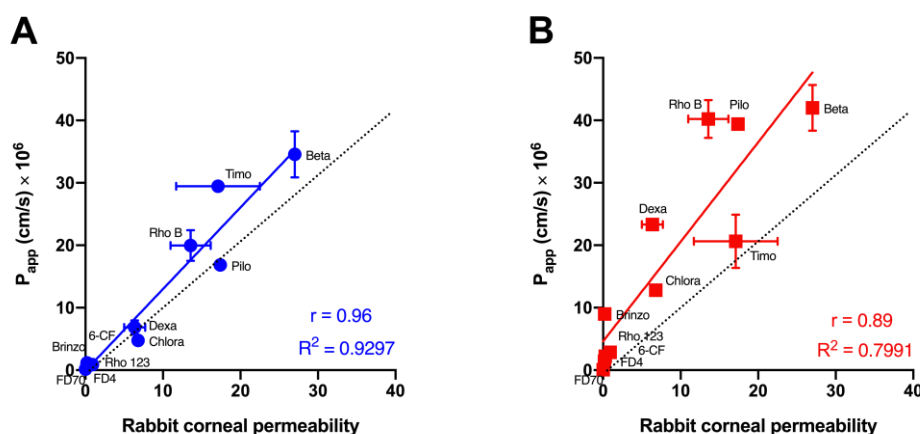 A
50
40
30
20
10
0
P_app (cm/s) × 10⁶
Beta
Timo
Rho B
Pilo
Dexa
6-CF
Chlora
Brinzo
Rho 123
FD4
FD70
r = 0.96
R² = 0.9297
0 10 20 30 40
Rabbit corneal permeability
B
50
40
30
20
10
0
P_app (cm/s) × 10⁶
Rho B
Pilo
Beta
Dexa
Timo
Chlora
Brinzo
Rho 123
6-CF
FD4
FD70
r = 0.89
R² = 0.7991
0 10 20 30 40
Rabbit corneal permeability